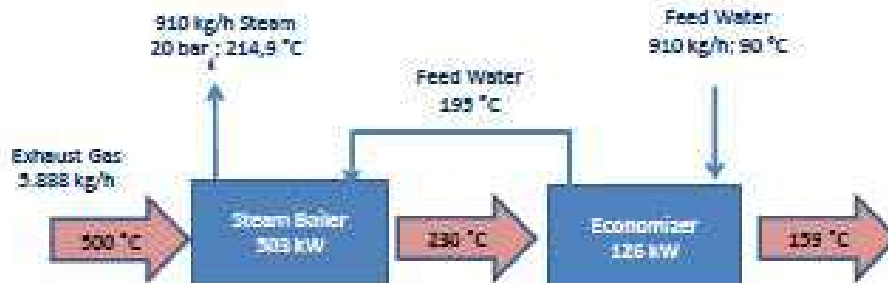 910 kg/h Steam
20 bar ; 214,9 °C
Feed Water
910 kg/h; 90 °C
Feed Water
195 °C
Exhaust Gas
5.888 kg/h
500 °C
Steam Bailer
503 kW
230 °C
Economizer
126 kW
159 °C